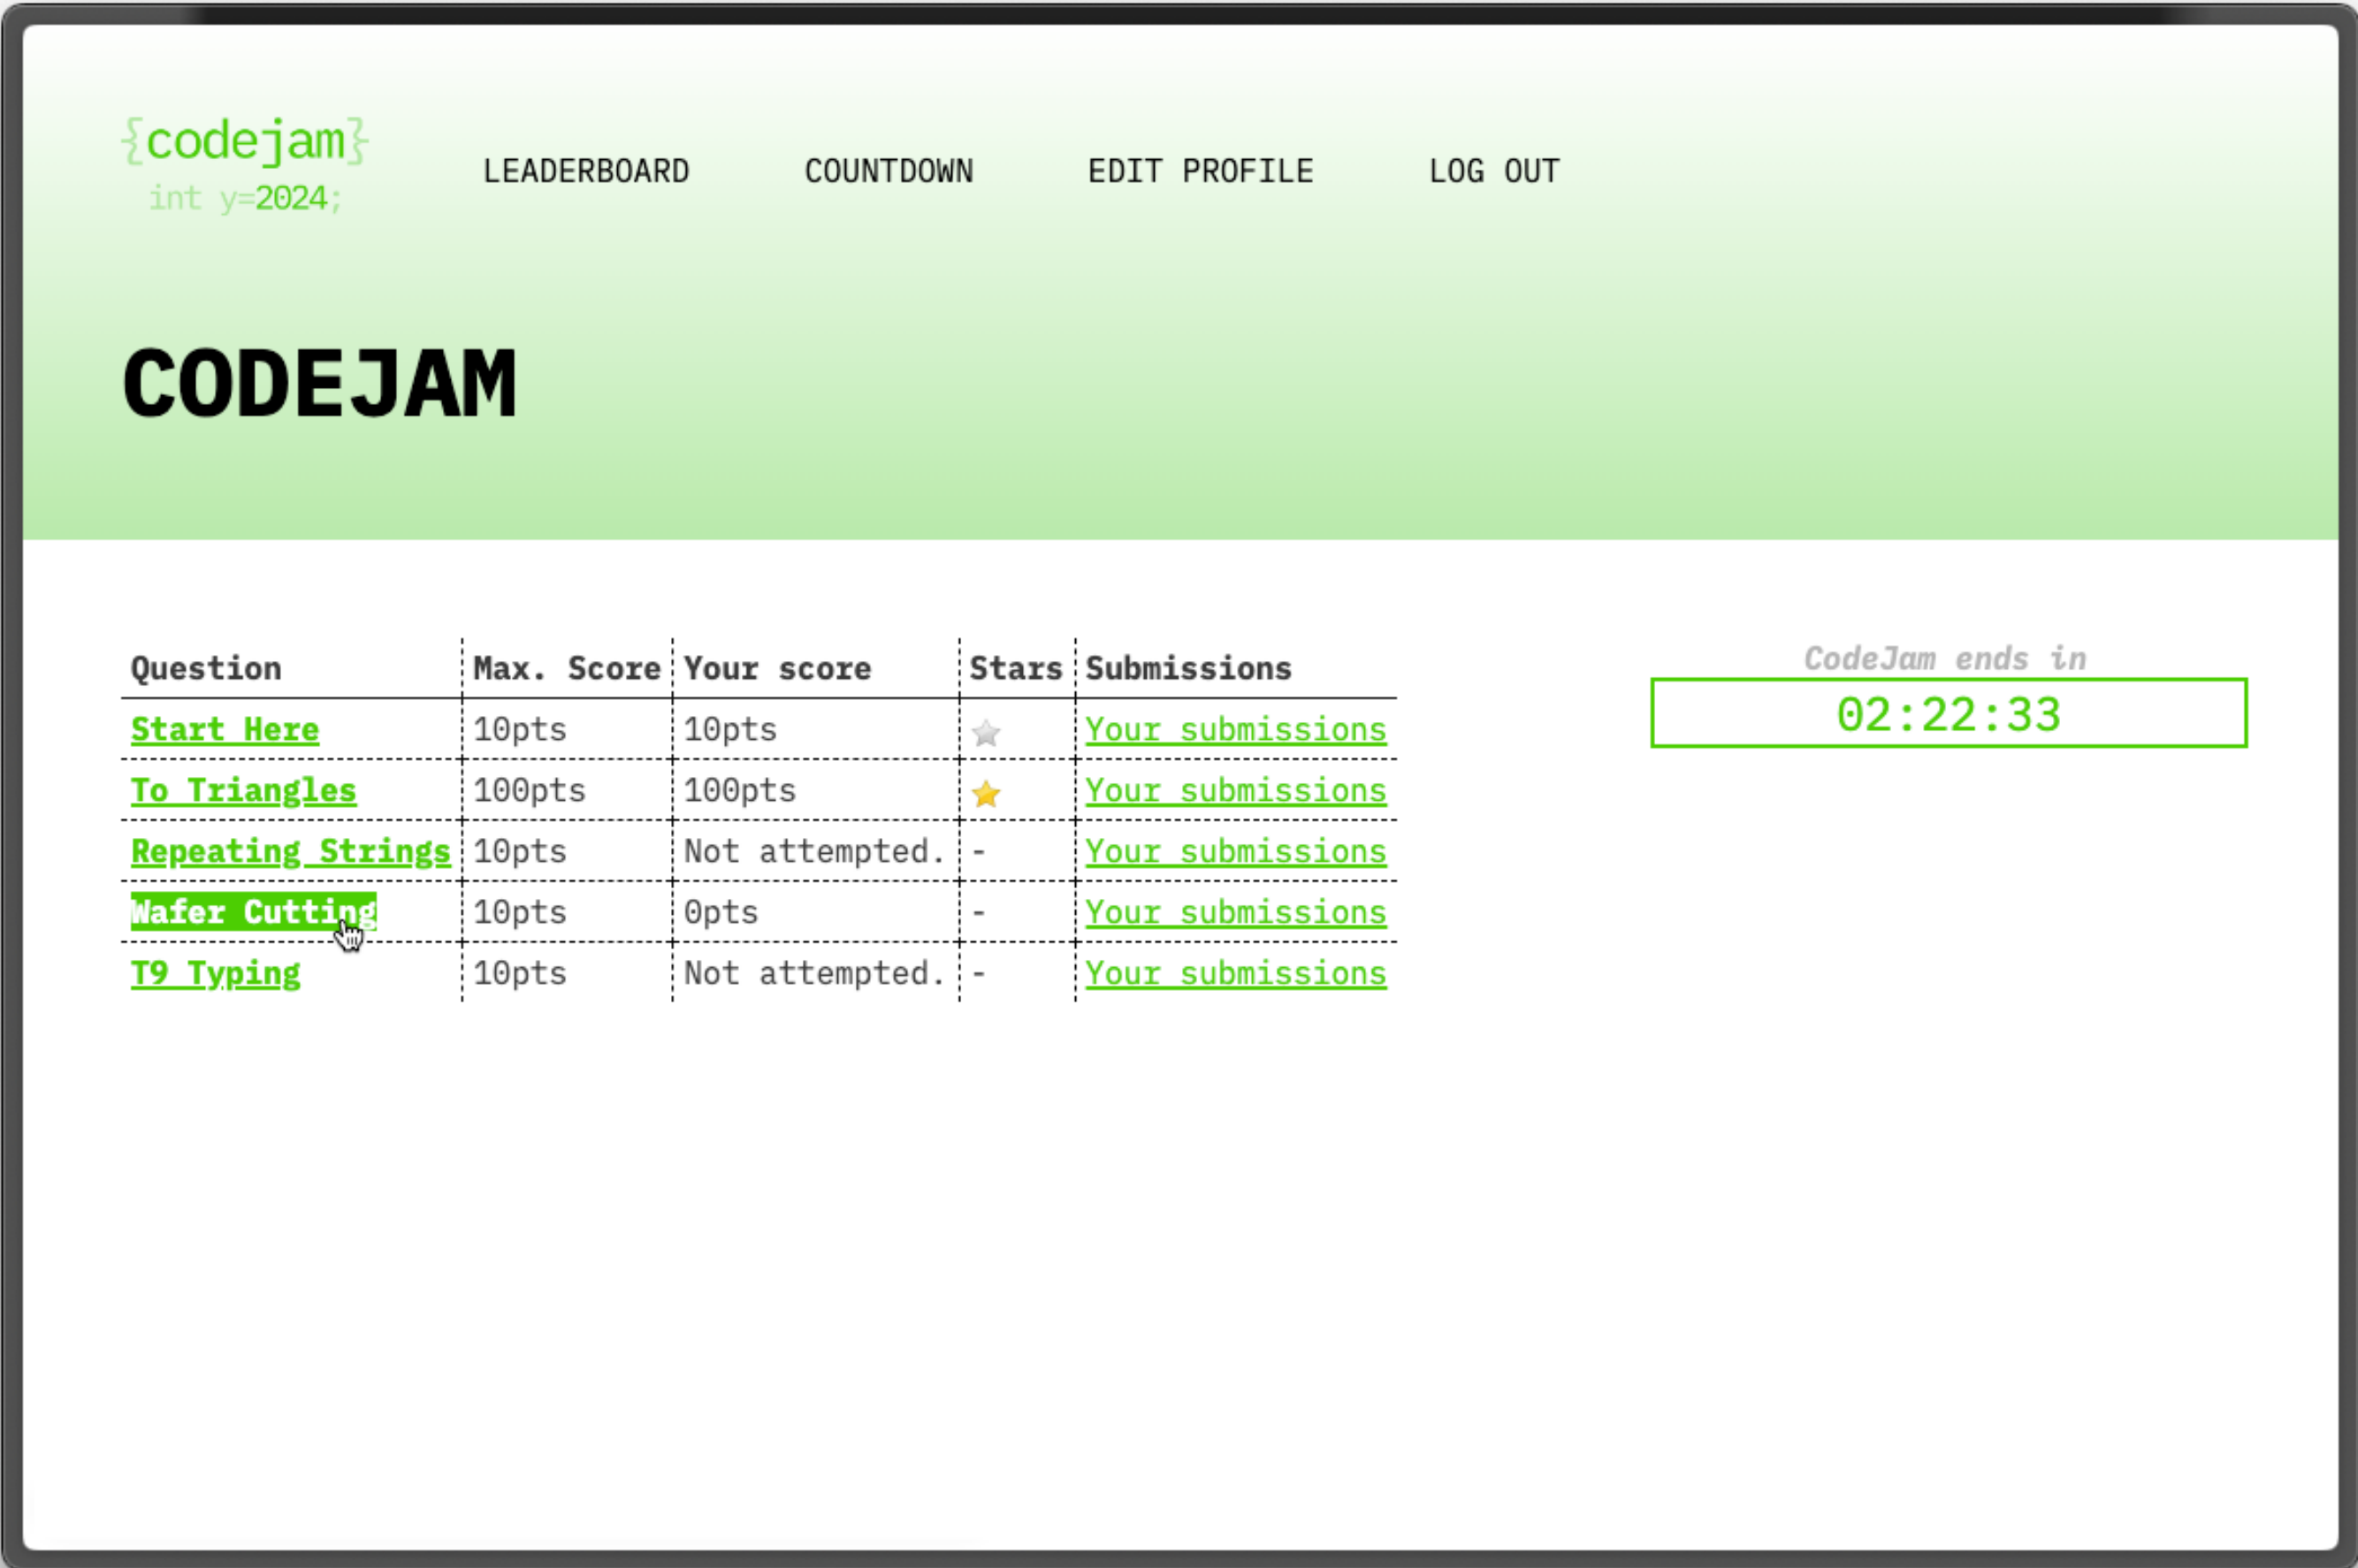 {codejam}
int y=2024;
LEADERBOARD COUNTDOWN EDIT PROFILE LOG OUT
CODEJAM
Question Max. Score Your score Stars Submissions
Start Here 10pts 10pts Your submissions
To Triangles 100pts 100pts Your submissions
Repeating Strings 10pts Not attempted. - Your submissions
Wafer Cutting 10pts 0pts - Your submissions
T9 Typing 10pts Not attempted. - Your submissions
CodeJam ends in
02:22:33